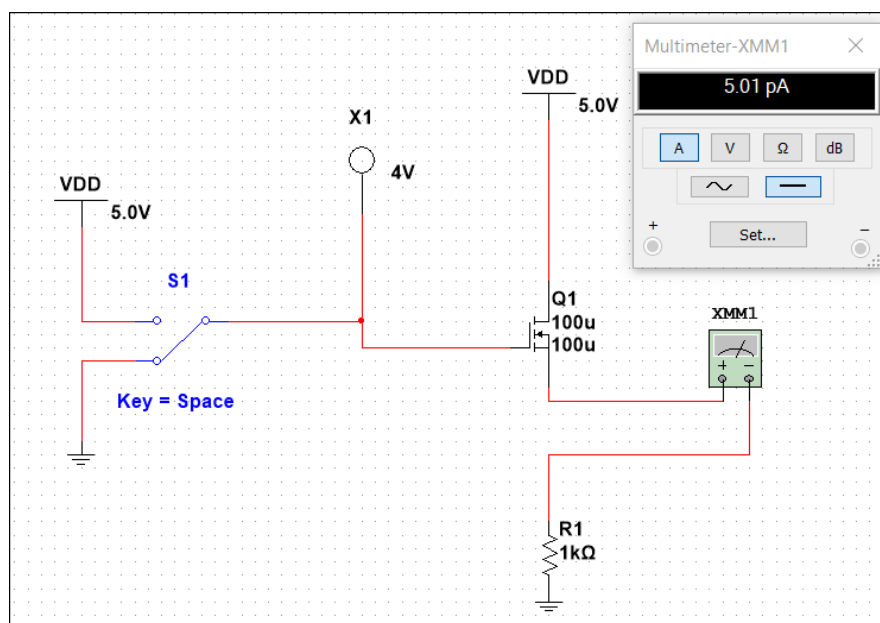 Multimeter-XMM1
5.01 pA
A V Ω dB
+ Set... −
VDD
5.0V
X1
4V
VDD
5.0V
S1
Key = Space
Q1
100u
100u
XMM1
+ −
R1
1kΩ